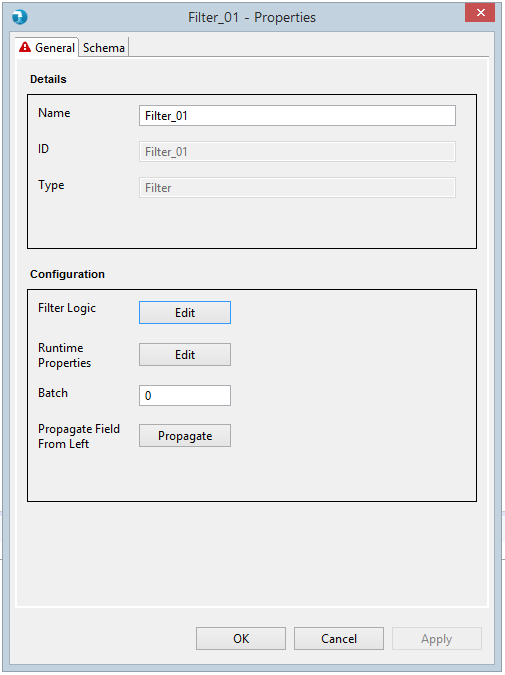 Filter_01 - Properties
General Schema
Details
Name Filter_01
ID Filter_01
Type Filter
Configuration
Filter Logic Edit
Runtime
Properties Edit
Batch 0
Propagate Field
From Left Propagate
OK Cancel Apply